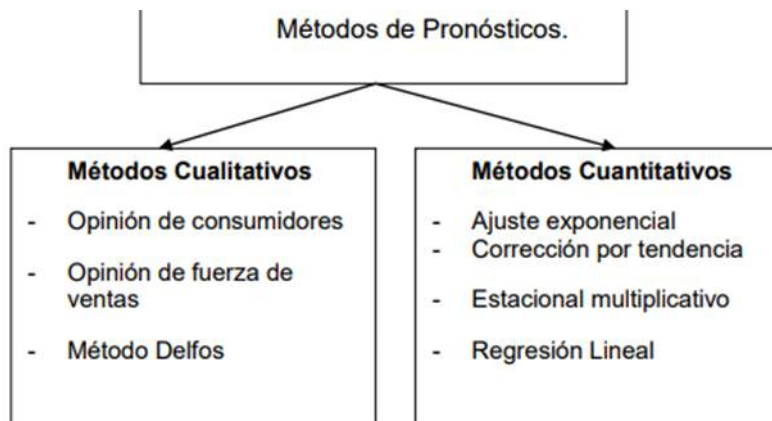 Métodos de Pronósticos.
Métodos Cualitativos
- Opinión de consumidores
- Opinión de fuerza de
ventas
- Método Delfos
Métodos Cuantitativos
- Ajuste exponencial
- Corrección por tendencia
- Estacional multiplicativo
- Regresión Lineal